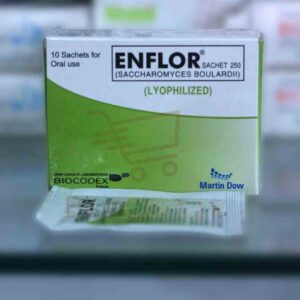 10 Sachets for
Oral use
ENFLOR®
SACHET 250
(SACCHAROMYCES BOULARDII)
(LYOPHILIZED)
BIOCODEX
Martin Dow